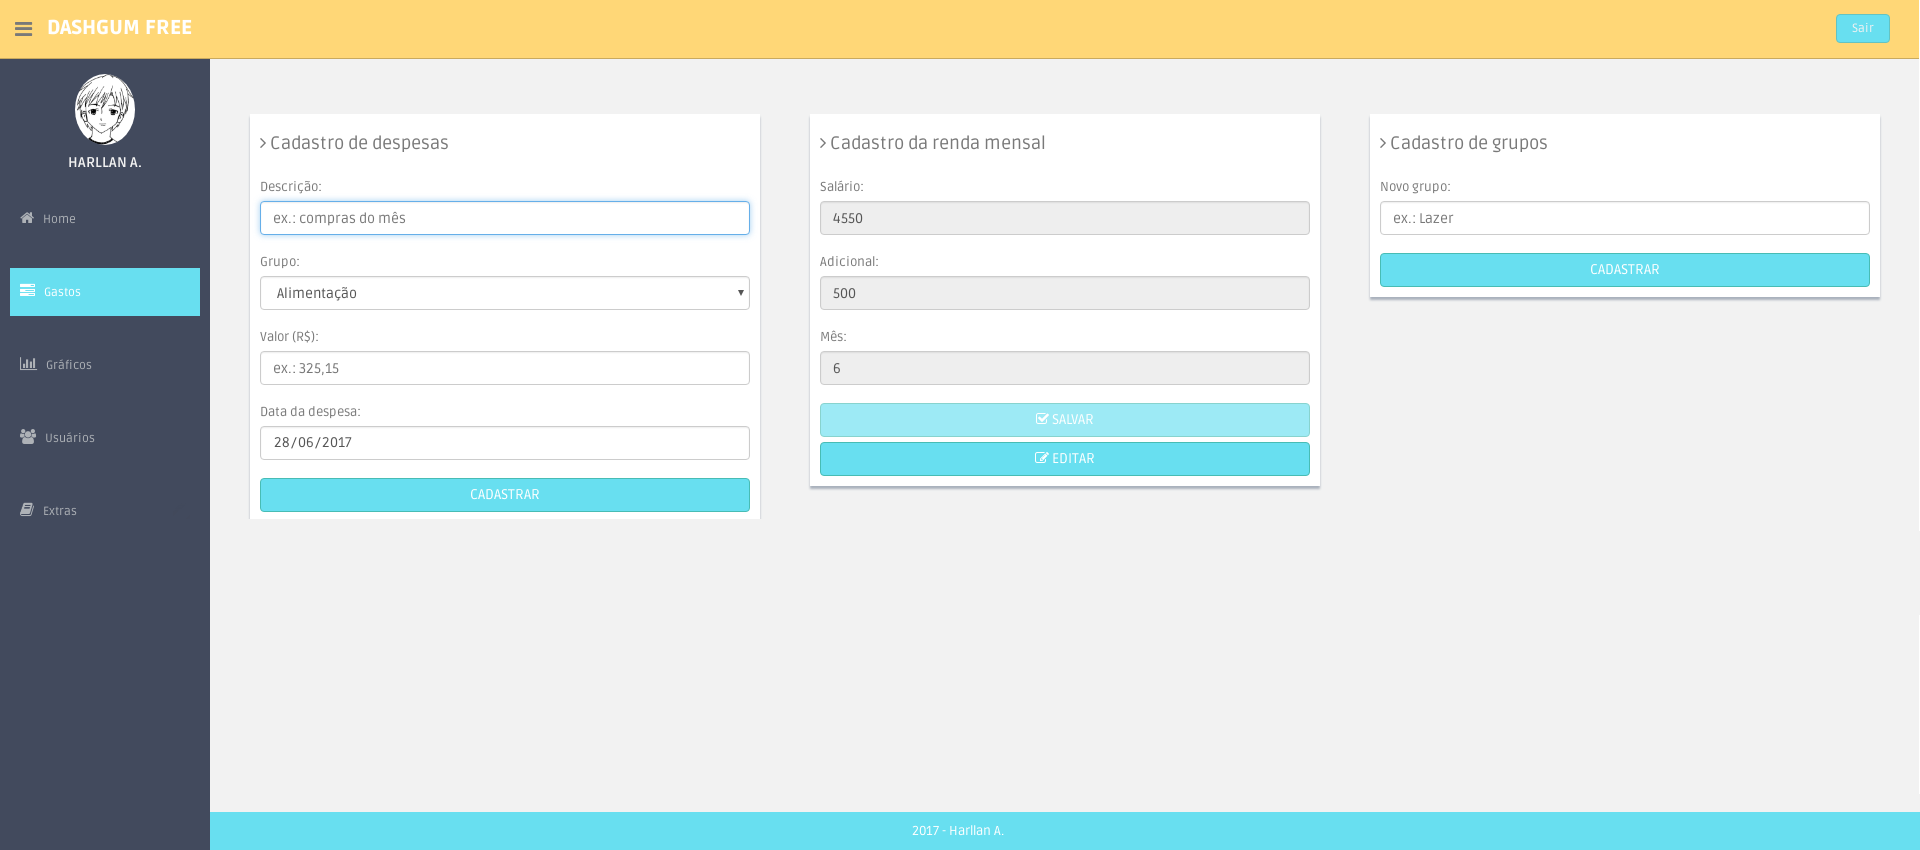 DASHGUM FREE
Sair
HARLLAN A.
Home
Gastos
Gráficos
Usuários
Extras
Cadastro de despesas
Descrição:
ex.: compras do mês
Grupo:
Alimentação
Valor (R$):
ex.: 325,15
Data da despesa:
28/06/2017
CADASTRAR
Cadastro da renda mensal
Salário:
4550
Adicional:
500
Mês:
6
SALVAR
EDITAR
Cadastro de grupos
Novo grupo:
ex.: Lazer
CADASTRAR
2017 - Harllan A.